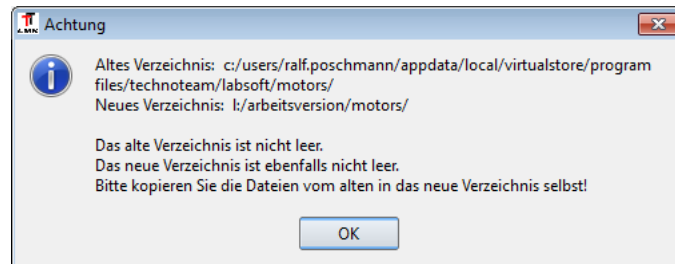 Achtung
Altes Verzeichnis:  c:/users/ralf.poschmann/appdata/local/virtualstore/program
files/technoteam/labsoft/motors/
Neues Verzeichnis:  l:/arbeitsversion/motors/
Das alte Verzeichnis ist nicht leer.
Das neue Verzeichnis ist ebenfalls nicht leer.
Bitte kopieren Sie die Dateien vom alten in das neue Verzeichnis selbst!
OK